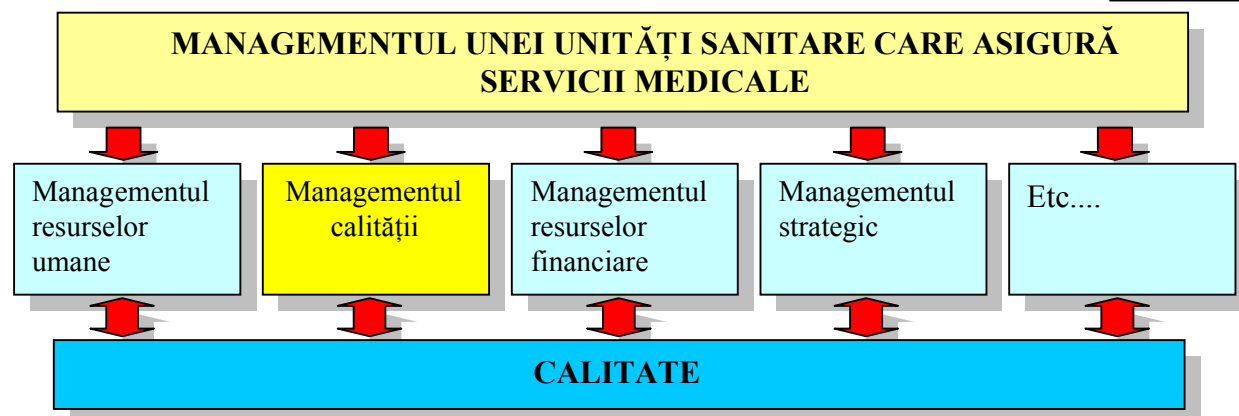 MANAGEMENTUL UNEI UNITĂȚI SANITARE CARE ASIGURĂ
SERVICII MEDICALE
Managementul
resurselor
umane
Managementul
calității
Managementul
resurselor
financiare
Managementul
strategic
Etc....
CALITATE